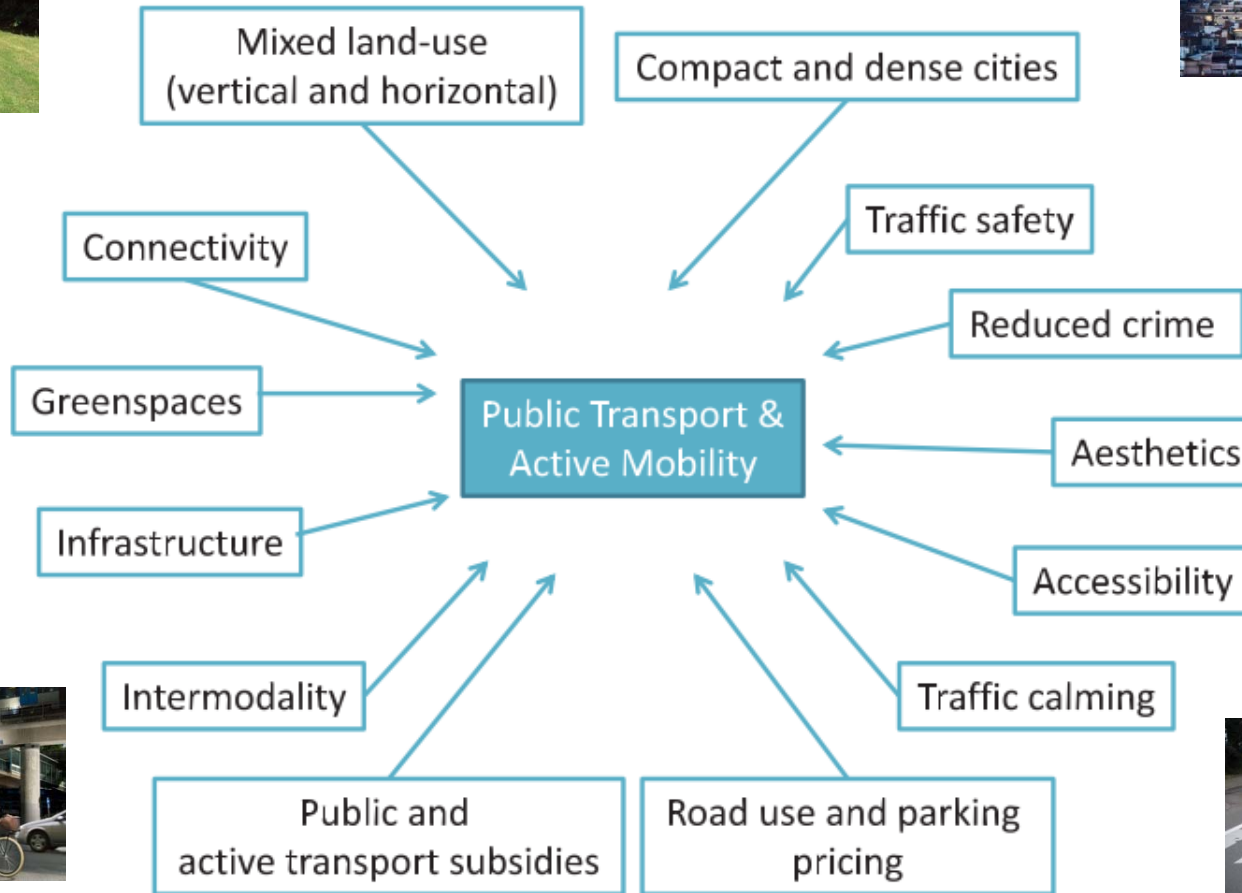 Mixed land-use
(vertical and horizontal)
Compact and dense cities
Traffic safety
Connectivity
Reduced crime
Greenspaces
Public Transport &
Active Mobility
Aesthetics
Infrastructure
Accessibility
Intermodality
Traffic calming
Public and
active transport subsidies
Road use and parking
pricing